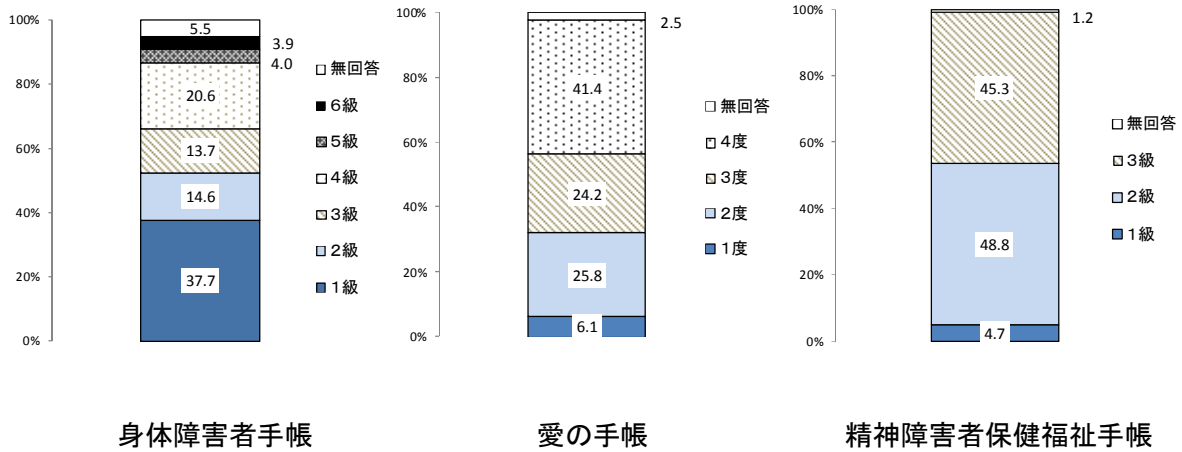 100%
80%
60%
40%
20%
0%
5.5
3.9
4.0
20.6
13.7
14.6
37.7
無回答
6級
5級
4級
3級
2級
1級
身体障害者手帳
100%
80%
60%
40%
20%
0%
2.5
41.4
24.2
25.8
6.1
無回答
4度
3度
2度
1度
愛の手帳
100%
80%
60%
40%
20%
0%
1.2
45.3
48.8
4.7
無回答
3級
2級
1級
精神障害者保健福祉手帳